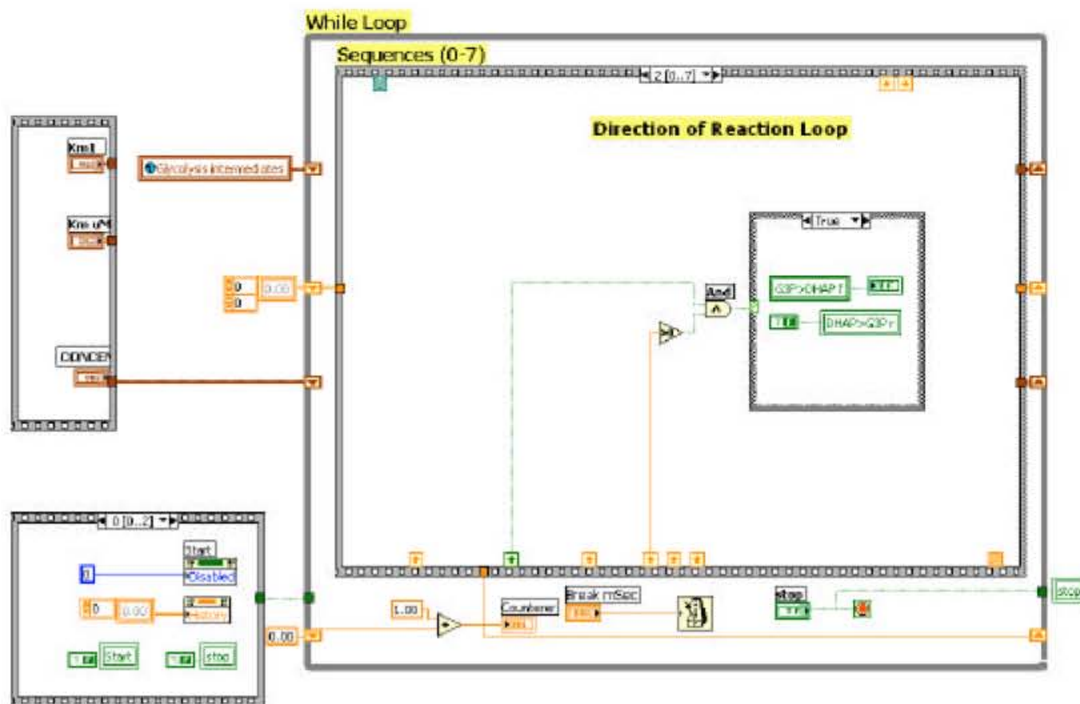 While Loop
Sequences (0-7)
2 [0..7]
Direction of Reaction Loop
Km1
Glycolysis intermediates
Km uM
True
0
0.00
0
And
G3P>DHAP f
DHAP>G3P r
CONCEN
0 [0..2]
Start
Disabled
0
0.00
History
Start
stop
0.00
1.00
Counterer
Break mSec
stop
stop